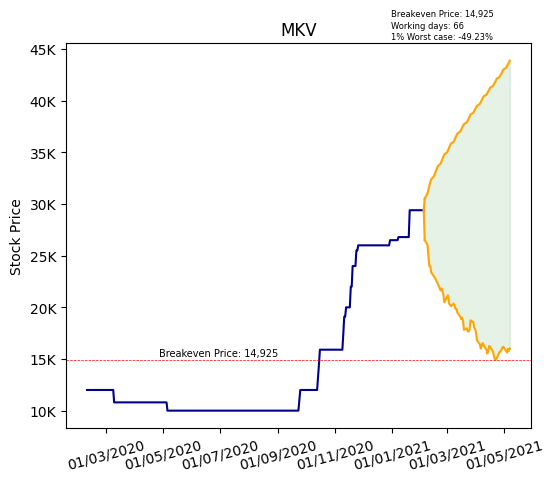 Breakeven Price: 14,925
Working days: 66
1% Worst case: -49.23%
MKV
45K
40K
35K
30K
25K
20K
15K
10K
Stock Price
Breakeven Price: 14,925
01/03/2020
01/05/2020
01/07/2020
01/09/2020
01/11/2020
01/01/2021
01/03/2021
01/05/2021